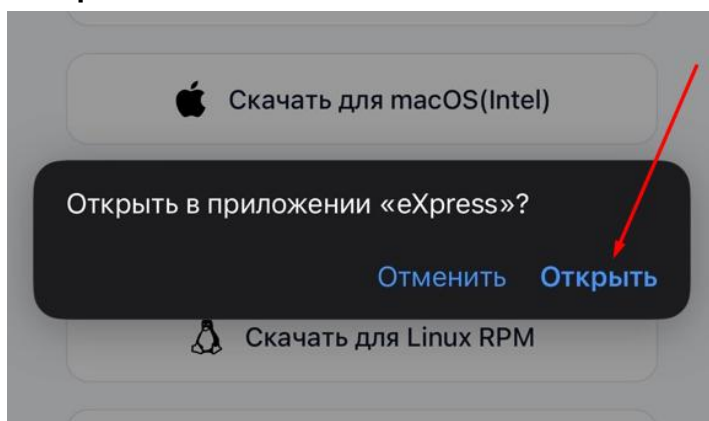 Скачать для macOS(Intel)
Открыть в приложении «eXpress»?
Отменить Открыть
Скачать для Linux RPM